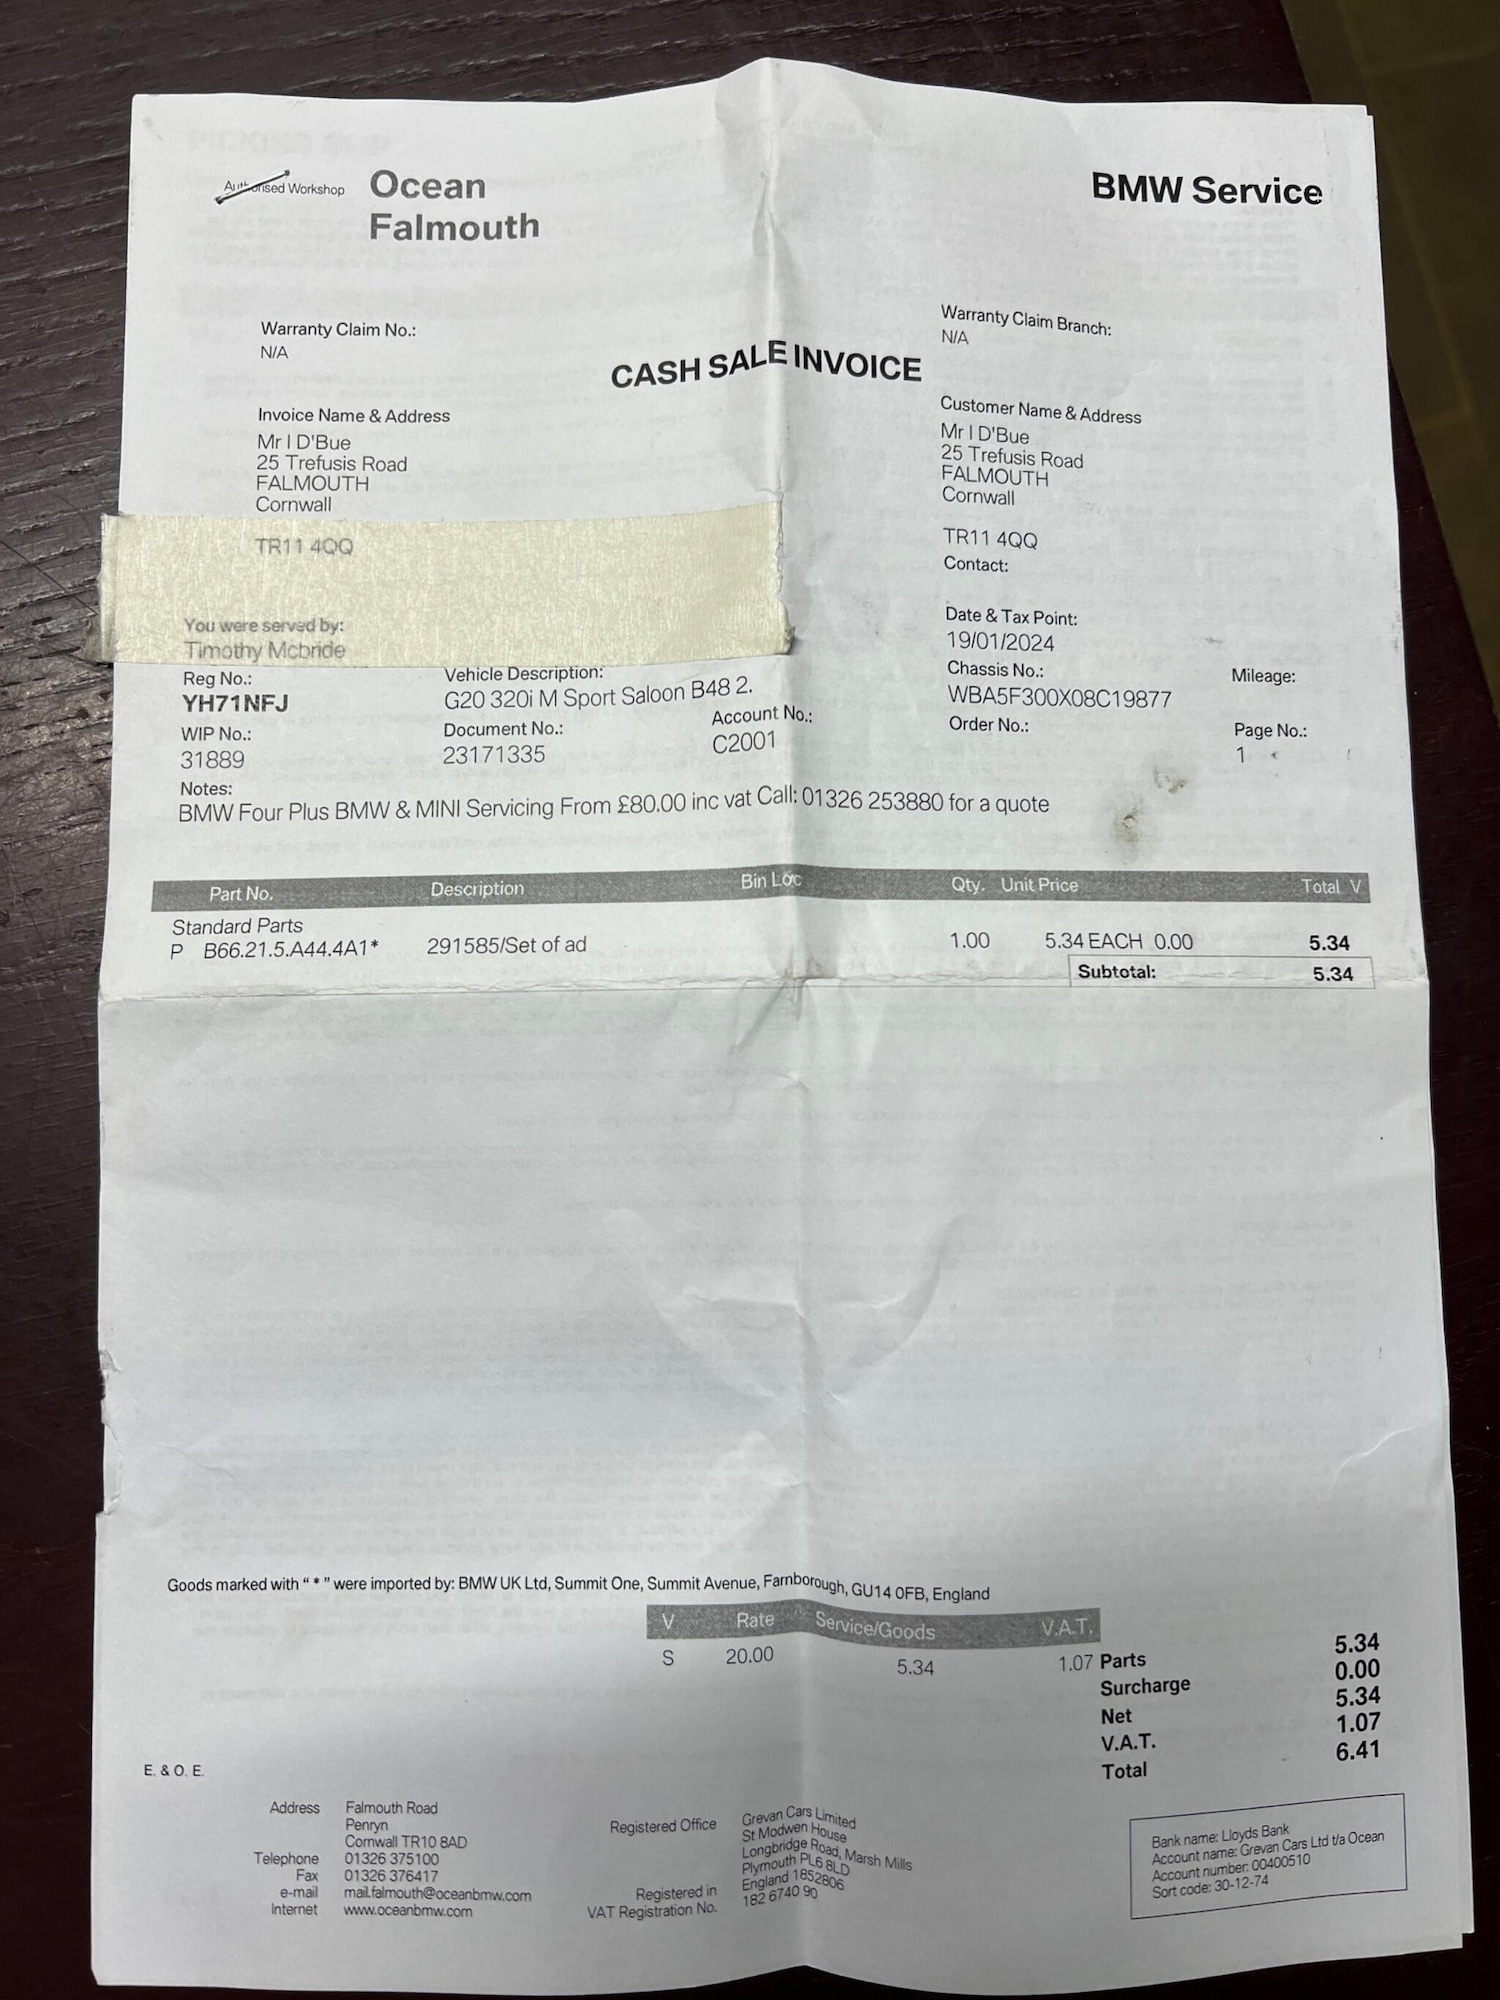 Authorised Workshop
Ocean
Falmouth
BMW Service
Warranty Claim No.:
N/A
Warranty Claim Branch:
N/A
CASH SALE INVOICE
Invoice Name & Address
Mr I D'Bue
25 Trefusis Road
FALMOUTH
Cornwall
TR11 4QQ
Customer Name & Address
Mr I D'Bue
25 Trefusis Road
FALMOUTH
Cornwall
TR11 4QQ
Contact:
You were served by:
Timothy Mcbride
Date & Tax Point:
19/01/2024
Reg No.:
YH71NFJ
Vehicle Description:
G20 320i M Sport Saloon B48 2.
Chassis No.:
WBA5F300X08C19877
Mileage:
WIP No.:
31889
Document No.:
23171335
Account No.:
C2001
Order No.:
Page No.:
1
Notes:
BMW Four Plus BMW & MINI Servicing From £80.00 inc vat Call: 01326 253880 for a quote
Part No. Description Bin Loc Qty. Unit Price Total V
Standard Parts
P B66.21.5.A44.4A1* 291585/Set of ad 1.00 5.34 EACH 0.00 5.34
Subtotal: 5.34
Goods marked with " * " were imported by: BMW UK Ltd, Summit One, Summit Avenue, Farnborough, GU14 0FB, England
V Rate Service/Goods V.A.T.
S 20.00 5.34 1.07
Parts 5.34
Surcharge 0.00
Net 5.34
V.A.T. 1.07
Total 6.41
E. & O. E.
Address Falmouth Road
Penryn
Cornwall TR10 8AD
Telephone 01326 375100
Fax 01326 376417
e-mail mail.falmouth@oceanbmw.com
Internet www.oceanbmw.com
Registered Office Grevan Cars Limited
St Modwen House
Longbridge Road, Marsh Mills
Plymouth PL6 8LD
Registered in England 1852806
VAT Registration No. 182 6740 90
Bank name: Lloyds Bank
Account name: Grevan Cars Ltd t/a Ocean
Account number: 00400510
Sort code: 30-12-74